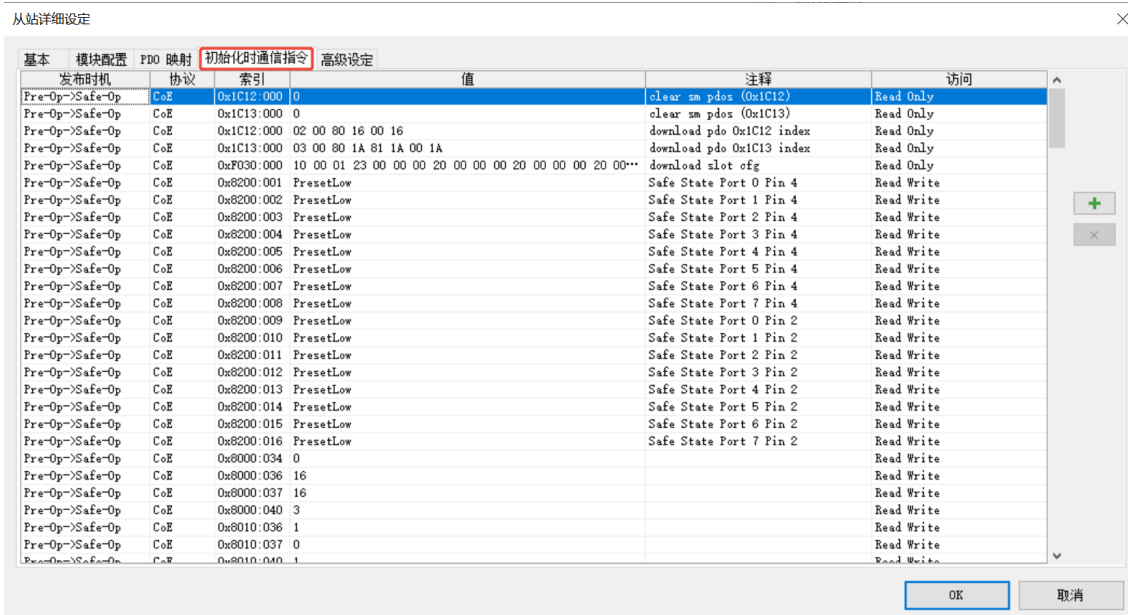 从站详细设定
基本 模块配置 PDO 映射 初始化时通信指令 高级设定
发布时机 协议 索引 值 注释 访问
Pre-Op->Safe-Op CoE 0x1C12:000 0 clear sm pdos (0x1C12) Read Only
Pre-Op->Safe-Op CoE 0x1C13:000 0 clear sm pdos (0x1C13) Read Only
Pre-Op->Safe-Op CoE 0x1C12:000 02 00 80 16 00 16 download pdo 0x1C12 index Read Only
Pre-Op->Safe-Op CoE 0x1C13:000 03 00 80 1A 81 1A 00 1A download pdo 0x1C13 index Read Only
Pre-Op->Safe-Op CoE 0xF030:000 10 00 01 23 00 00 00 20 00 00 00 20 00 00 00 20 00... download slot cfg Read Only
Pre-Op->Safe-Op CoE 0x8200:001 PresetLow Safe State Port 0 Pin 4 Read Write
Pre-Op->Safe-Op CoE 0x8200:002 PresetLow Safe State Port 1 Pin 4 Read Write
Pre-Op->Safe-Op CoE 0x8200:003 PresetLow Safe State Port 2 Pin 4 Read Write
Pre-Op->Safe-Op CoE 0x8200:004 PresetLow Safe State Port 3 Pin 4 Read Write
Pre-Op->Safe-Op CoE 0x8200:005 PresetLow Safe State Port 4 Pin 4 Read Write
Pre-Op->Safe-Op CoE 0x8200:006 PresetLow Safe State Port 5 Pin 4 Read Write
Pre-Op->Safe-Op CoE 0x8200:007 PresetLow Safe State Port 6 Pin 4 Read Write
Pre-Op->Safe-Op CoE 0x8200:008 PresetLow Safe State Port 7 Pin 4 Read Write
Pre-Op->Safe-Op CoE 0x8200:009 PresetLow Safe State Port 0 Pin 2 Read Write
Pre-Op->Safe-Op CoE 0x8200:010 PresetLow Safe State Port 1 Pin 2 Read Write
Pre-Op->Safe-Op CoE 0x8200:011 PresetLow Safe State Port 2 Pin 2 Read Write
Pre-Op->Safe-Op CoE 0x8200:012 PresetLow Safe State Port 3 Pin 2 Read Write
Pre-Op->Safe-Op CoE 0x8200:013 PresetLow Safe State Port 4 Pin 2 Read Write
Pre-Op->Safe-Op CoE 0x8200:014 PresetLow Safe State Port 5 Pin 2 Read Write
Pre-Op->Safe-Op CoE 0x8200:015 PresetLow Safe State Port 6 Pin 2 Read Write
Pre-Op->Safe-Op CoE 0x8200:016 PresetLow Safe State Port 7 Pin 2 Read Write
Pre-Op->Safe-Op CoE 0x8000:034 0 Read Write
Pre-Op->Safe-Op CoE 0x8000:036 16 Read Write
Pre-Op->Safe-Op CoE 0x8000:037 16 Read Write
Pre-Op->Safe-Op CoE 0x8000:040 3 Read Write
Pre-Op->Safe-Op CoE 0x8010:036 1 Read Write
Pre-Op->Safe-Op CoE 0x8010:037 0 Read Write
Pre-Op->Safe-Op CoE 0x8010:040 1 Read Write
OK 取消